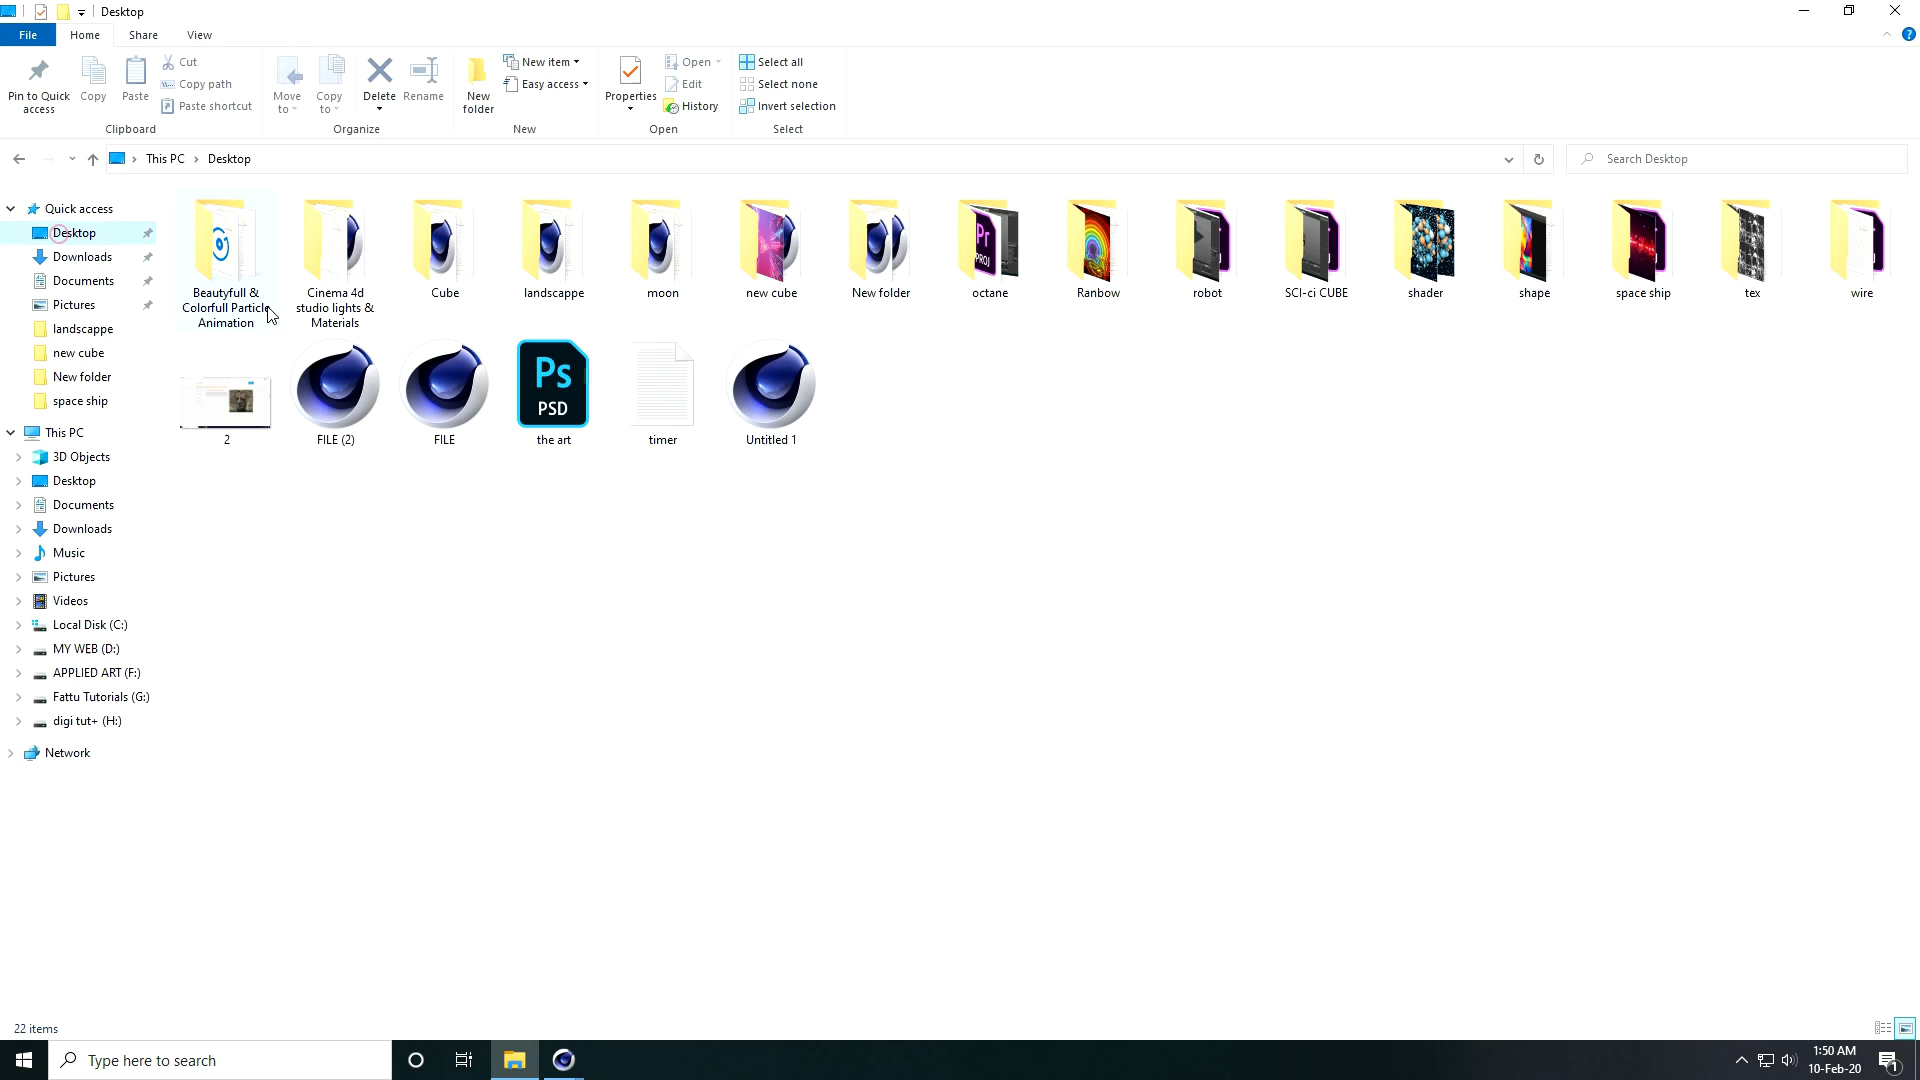 Desktop
File
Home
Share
View
Pin to Quick access
Copy
Paste
Cut
Copy path
Paste shortcut
Clipboard
Move to
Copy to
Delete
Rename
Organize
New folder
New item
Easy access
New
Properties
Open
Edit
History
Open
Select all
Select none
Invert selection
Select
This PC
Desktop
Search Desktop
Quick access
Desktop
Downloads
Documents
Pictures
landscappe
new cube
New folder
space ship
This PC
3D Objects
Desktop
Documents
Downloads
Music
Pictures
Videos
Local Disk (C:)
MY WEB (D:)
APPLIED ART (F:)
Fattu Tutorials (G:)
digi tut+ (H:)
Network
Beautyfull &
Colorfull Particle
Animation
Cinema 4d
studio lights &
Materials
Cube
landscappe
moon
new cube
New folder
Pr
PROJ
octane
Ranbow
robot
SCI-ci CUBE
shader
shape
space ship
tex
wire
2
FILE (2)
FILE
Ps
PSD
the art
timer
Untitled 1
22 items
Type here to search
1:50 AM
10-Feb-20
1